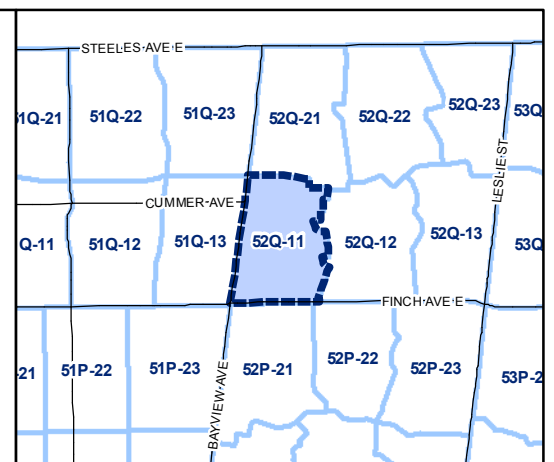 STEELES AVE E
1Q-21
51Q-22
51Q-23
52Q-21
52Q-22
52Q-23
53Q
LESLIE ST
CUMMER AVE
Q-11
51Q-12
51Q-13
52Q-11
52Q-12
52Q-13
53Q
FINCH AVE E
-21
51P-22
51P-23
52P-21
52P-22
52P-23
53P-2
BAYVIEW AVE